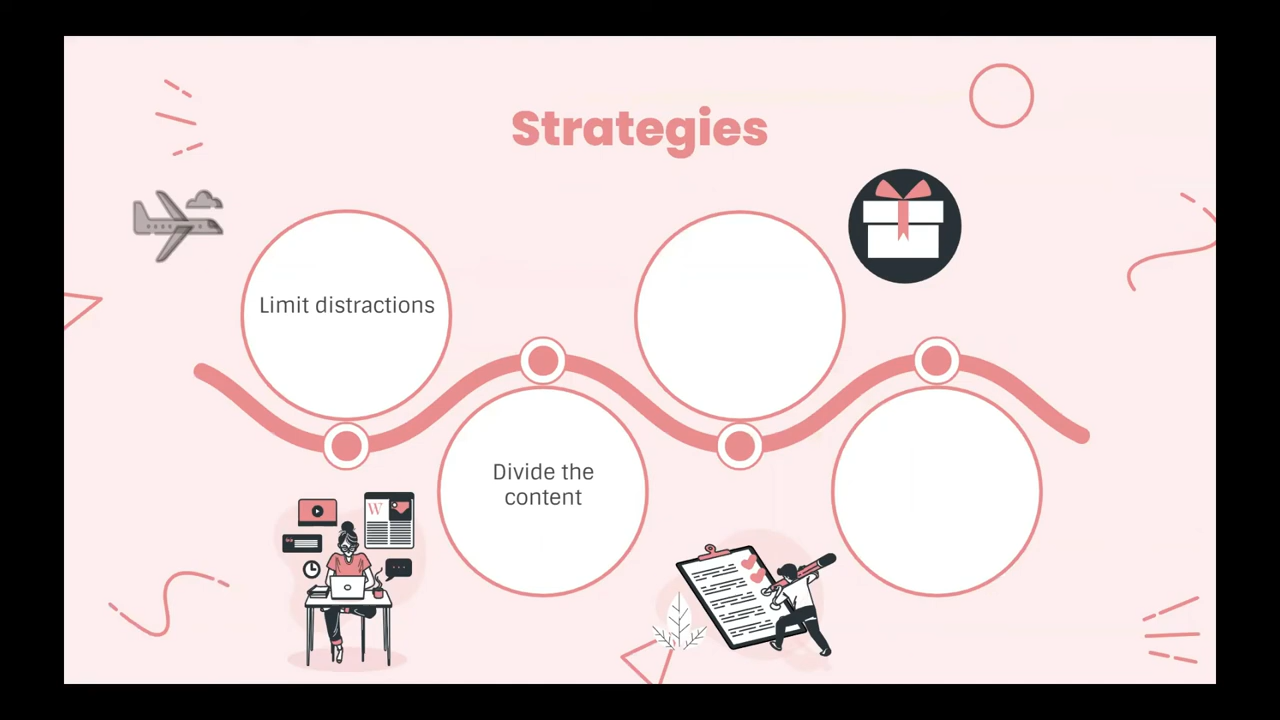 Strategies
Limit distractions
Divide the
content
W